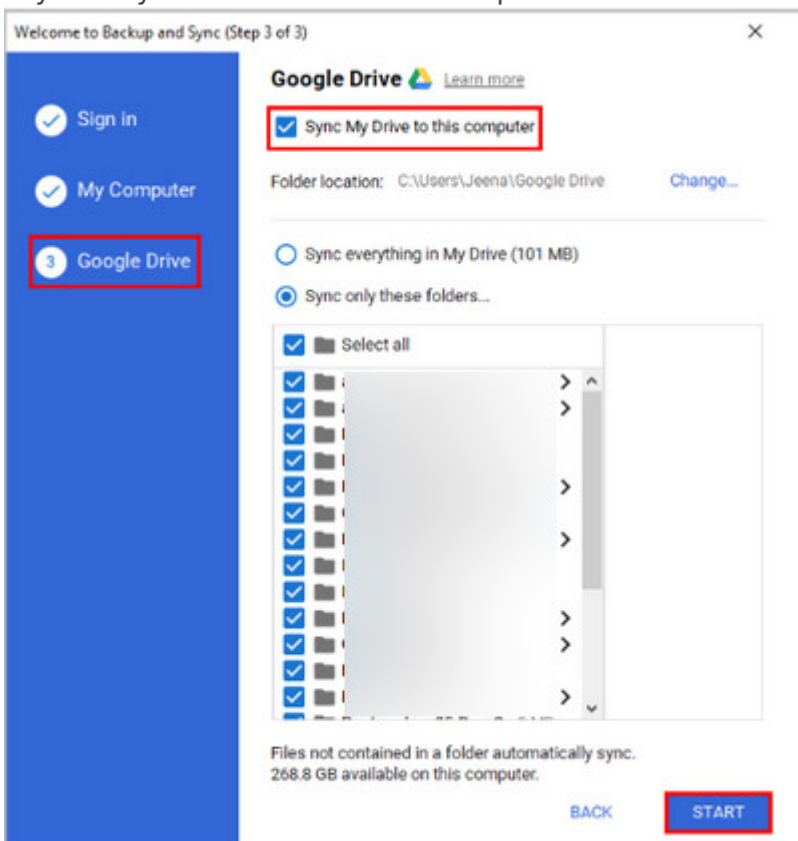 Welcome to Backup and Sync (Step 3 of 3)
Sign in
My Computer
3 Google Drive
Google Drive Learn more
Sync My Drive to this computer
Folder location: C:\Users\Jeena\Google Drive Change...
Sync everything in My Drive (101 MB)
Sync only these folders...
Select all
Files not contained in a folder automatically sync.
268.8 GB available on this computer.
BACK START